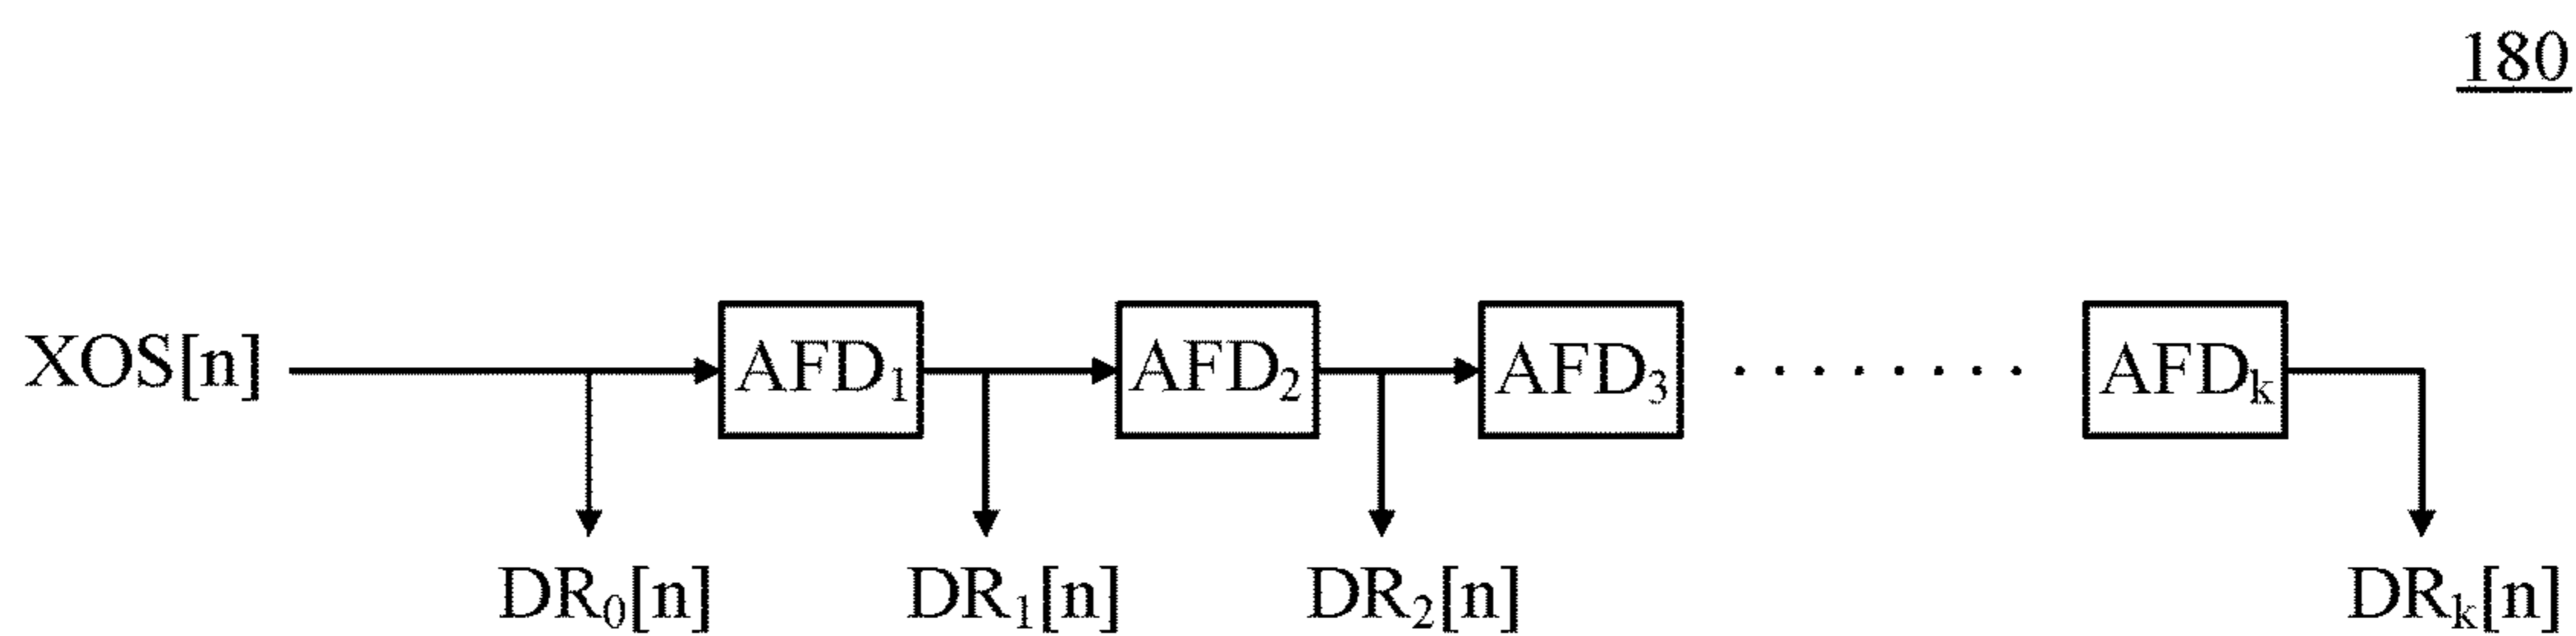 180
XOS[n] AFD₁ AFD₂ AFD₃ ········ AFDₖ
DR₀[n] DR₁[n] DR₂[n] DRₖ[n]